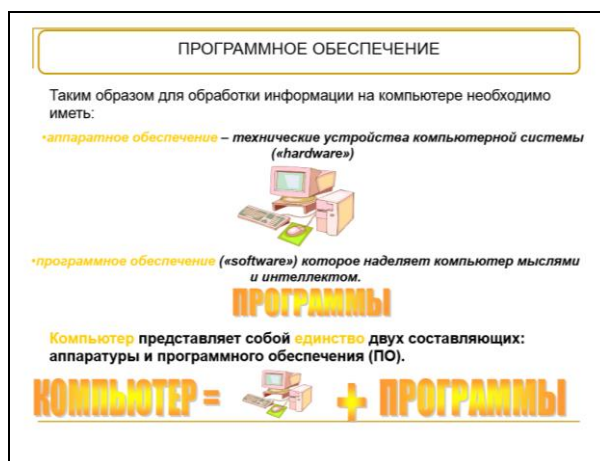 ПРОГРАММНОЕ ОБЕСПЕЧЕНИЕ
Таким образом для обработки информации на компьютере необходимо
иметь:
•аппаратное обеспечение – технические устройства компьютерной системы
(«hardware»)
•программное обеспечение («software») которое наделяет компьютер мыслями
и интеллектом.
ПРОГРАММЫ
Компьютер представляет собой единство двух составляющих:
аппаратуры и программного обеспечения (ПО).
КОМПЬЮТЕР = + ПРОГРАММЫ